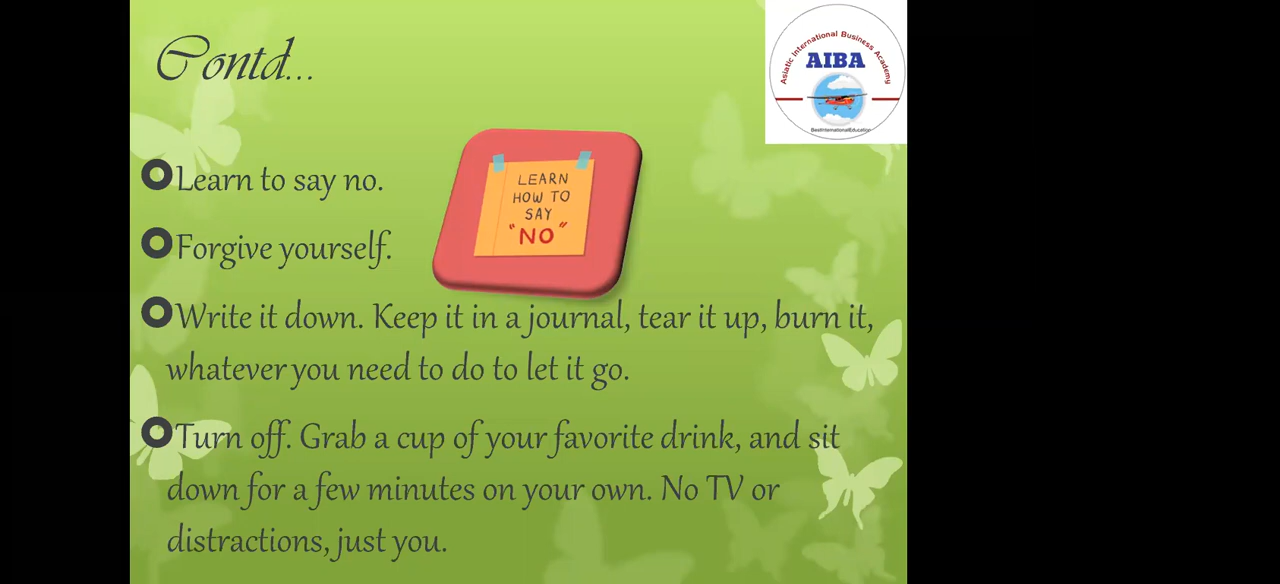 Contd...
Asiatic International Business Academy
AIBA
BestInternationalEducation
Learn to say no.
LEARN
HOW TO
SAY
"NO"
Forgive yourself.
Write it down. Keep it in a journal, tear it up, burn it,
whatever you need to do to let it go.
Turn off. Grab a cup of your favorite drink, and sit
down for a few minutes on your own. No TV or
distractions, just you.